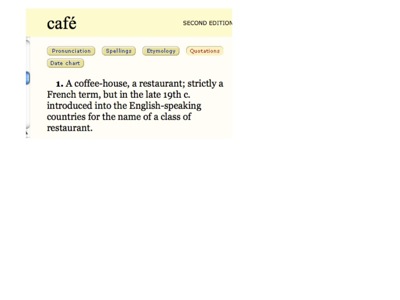 café SECOND EDITION
Pronunciation Spellings Etymology Quotations
Date chart
1. A coffee-house, a restaurant; strictly a
French term, but in the late 19th c.
introduced into the English-speaking
countries for the name of a class of
restaurant.